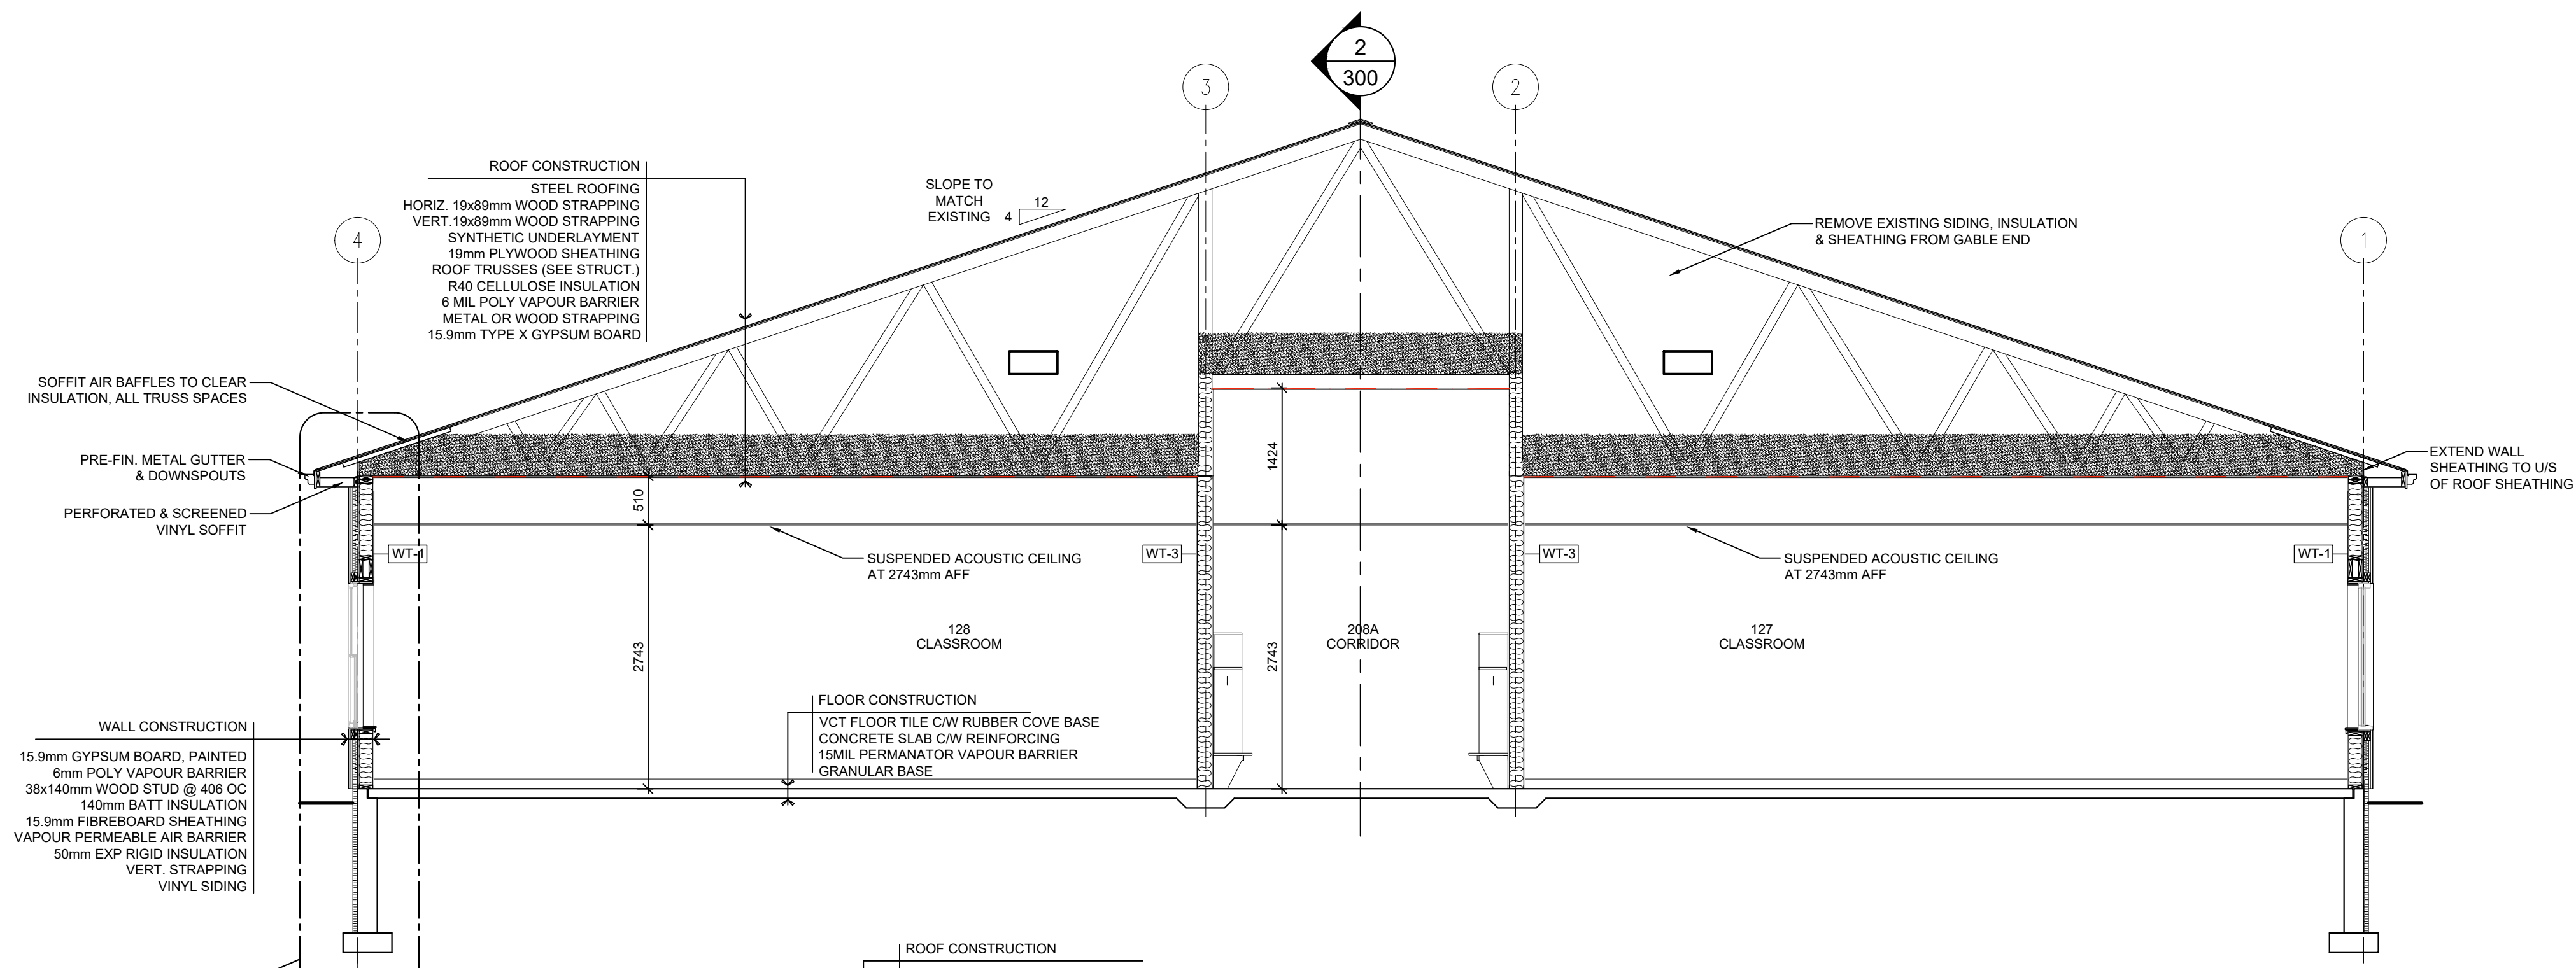 2
300
3
2
4
1
ROOF CONSTRUCTION
STEEL ROOFING
HORIZ. 19x89mm WOOD STRAPPING
VERT.19x89mm WOOD STRAPPING
SYNTHETIC UNDERLAYMENT
19mm PLYWOOD SHEATHING
ROOF TRUSSES (SEE STRUCT.)
R40 CELLULOSE INSULATION
6 MIL POLY VAPOUR BARRIER
METAL OR WOOD STRAPPING
15.9mm TYPE X GYPSUM BOARD
SLOPE TO
MATCH
EXISTING
12
4
REMOVE EXISTING SIDING, INSULATION
& SHEATHING FROM GABLE END
SOFFIT AIR BAFFLES TO CLEAR
INSULATION, ALL TRUSS SPACES
PRE-FIN. METAL GUTTER
& DOWNSPOUTS
PERFORATED & SCREENED
VINYL SOFFIT
EXTEND WALL
SHEATHING TO U/S
OF ROOF SHEATHING
1424
510
WT-1
WT-3
WT-3
WT-1
SUSPENDED ACOUSTIC CEILING
AT 2743mm AFF
SUSPENDED ACOUSTIC CEILING
AT 2743mm AFF
128
CLASSROOM
208A
CORRIDOR
127
CLASSROOM
2743
2743
FLOOR CONSTRUCTION
VCT FLOOR TILE C/W RUBBER COVE BASE
CONCRETE SLAB C/W REINFORCING
15MIL PERMANATOR VAPOUR BARRIER
GRANULAR BASE
WALL CONSTRUCTION
15.9mm GYPSUM BOARD, PAINTED
6mm POLY VAPOUR BARRIER
38x140mm WOOD STUD @ 406 OC
140mm BATT INSULATION
15.9mm FIBREBOARD SHEATHING
VAPOUR PERMEABLE AIR BARRIER
50mm EXP RIGID INSULATION
VERT. STRAPPING
VINYL SIDING
ROOF CONSTRUCTION